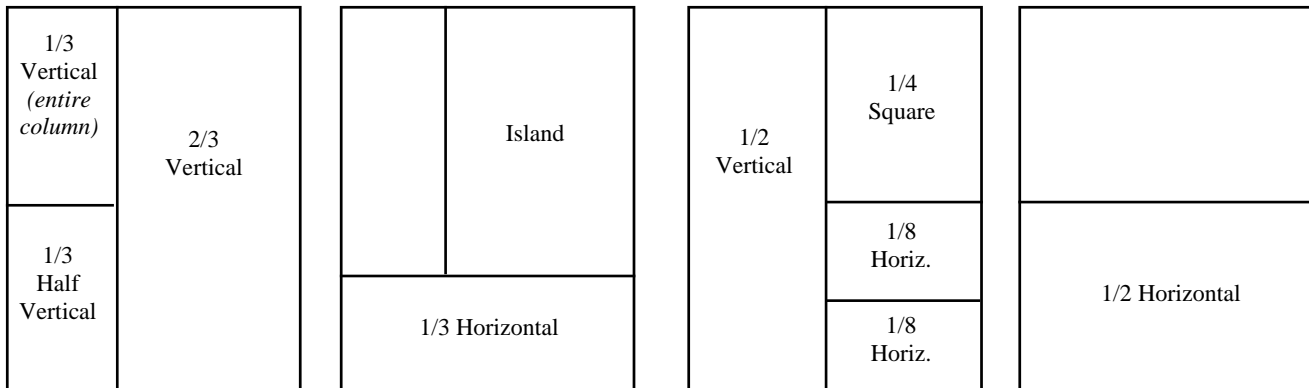 1/3
Vertical
(entire
column)
2/3
Vertical
1/3
Half
Vertical
Island
1/3 Horizontal
1/2
Vertical
1/4
Square
1/8
Horiz.
1/8
Horiz.
1/2 Horizontal